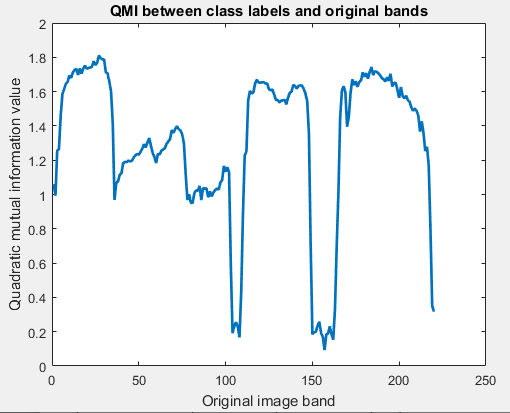 QMI between class labels and original bands
Quadratic mutual information value
2
1.8
1.6
1.4
1.2
1
0.8
0.6
0.4
0.2
0
0 50 100 150 200 250
Original image band